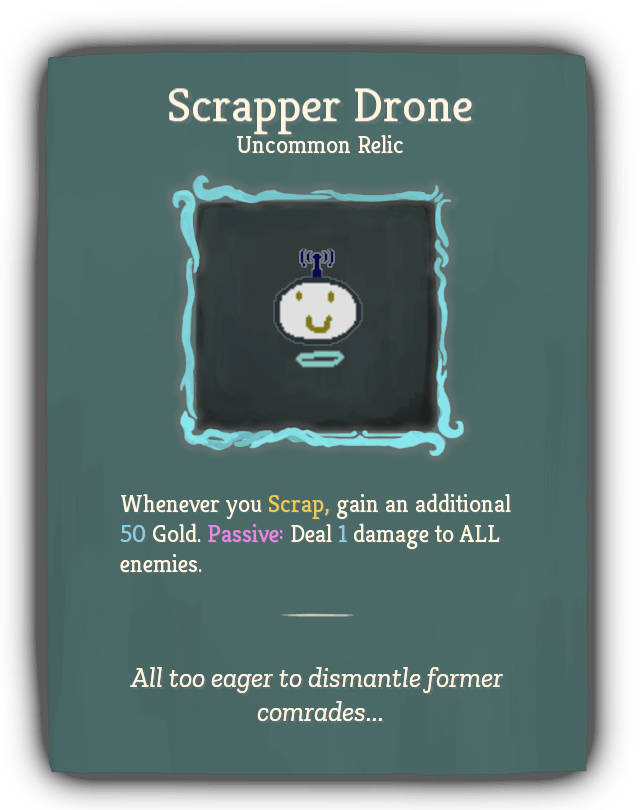 Scrapper Drone
Uncommon Relic
Whenever you Scrap, gain an additional
50 Gold. Passive: Deal 1 damage to ALL
enemies.
All too eager to dismantle former
comrades...